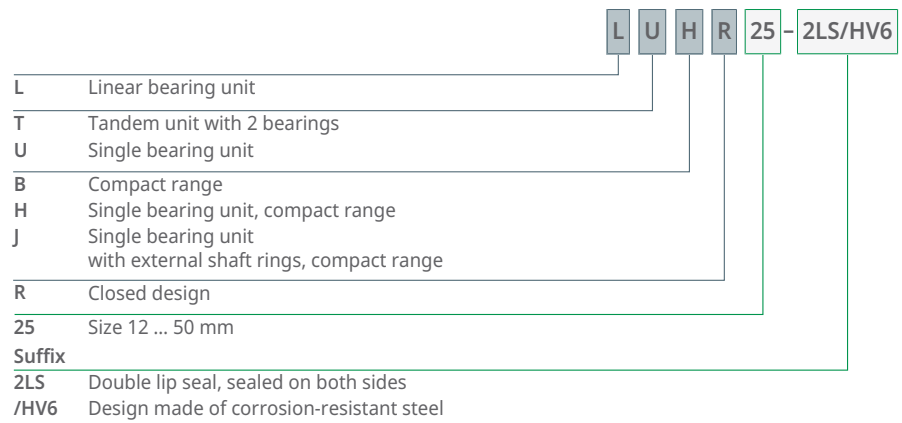 L U H R 25 – 2LS/HV6
L Linear bearing unit
T Tandem unit with 2 bearings
U Single bearing unit
B Compact range
H Single bearing unit, compact range
J Single bearing unit
with external shaft rings, compact range
R Closed design
25 Size 12 ... 50 mm
Suffix
2LS Double lip seal, sealed on both sides
/HV6 Design made of corrosion-resistant steel